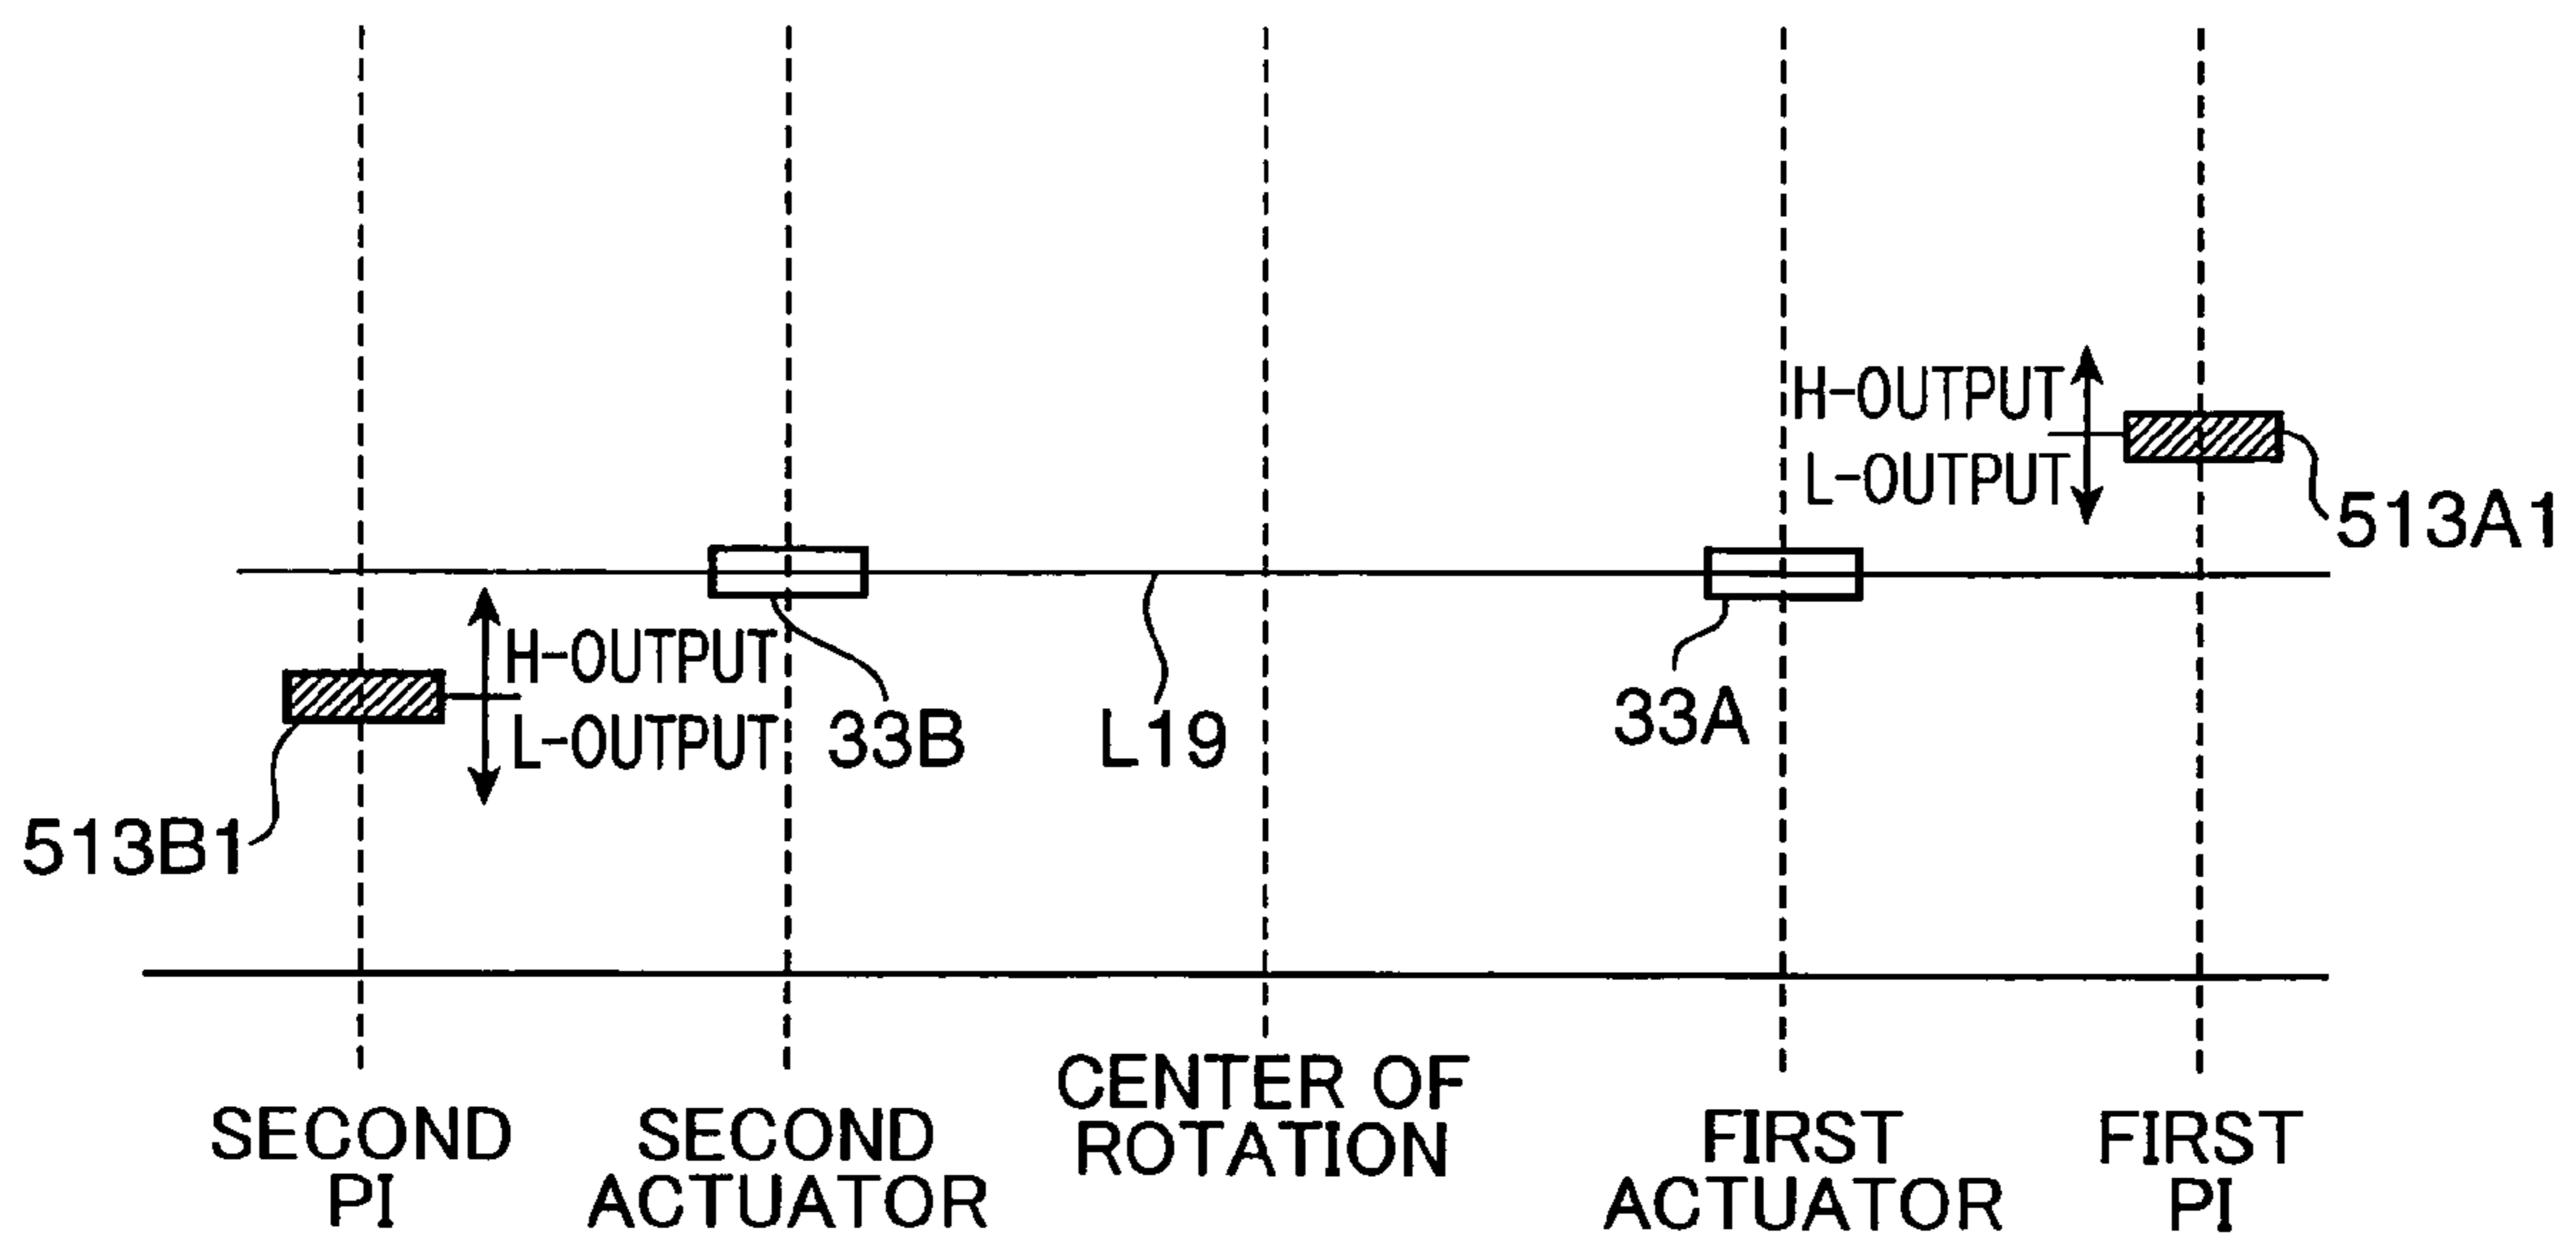 H-OUTPUT
L-OUTPUT
513A1
H-OUTPUT
L-OUTPUT
33B
L19
33A
513B1
SECOND
PI
SECOND
ACTUATOR
CENTER OF
ROTATION
FIRST
ACTUATOR
FIRST
PI